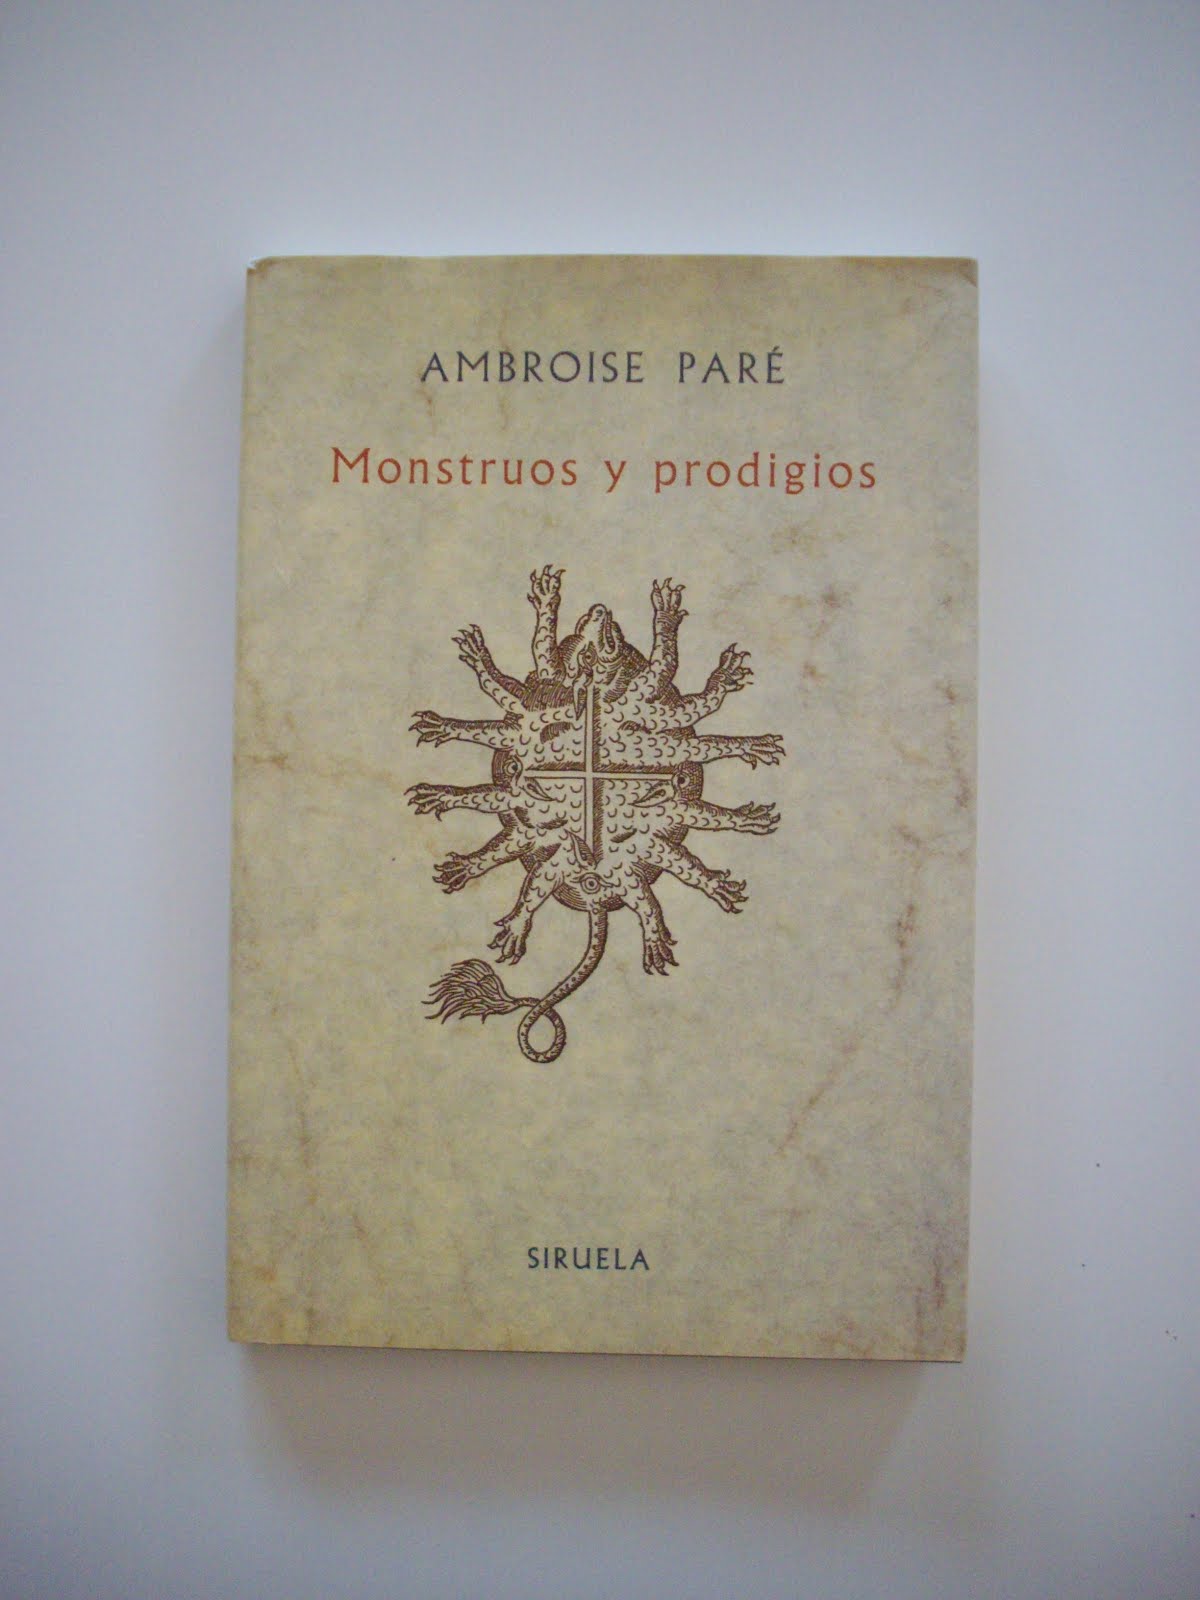 AMBROISE PARÉ
Monstruos y prodigios
SIRUELA